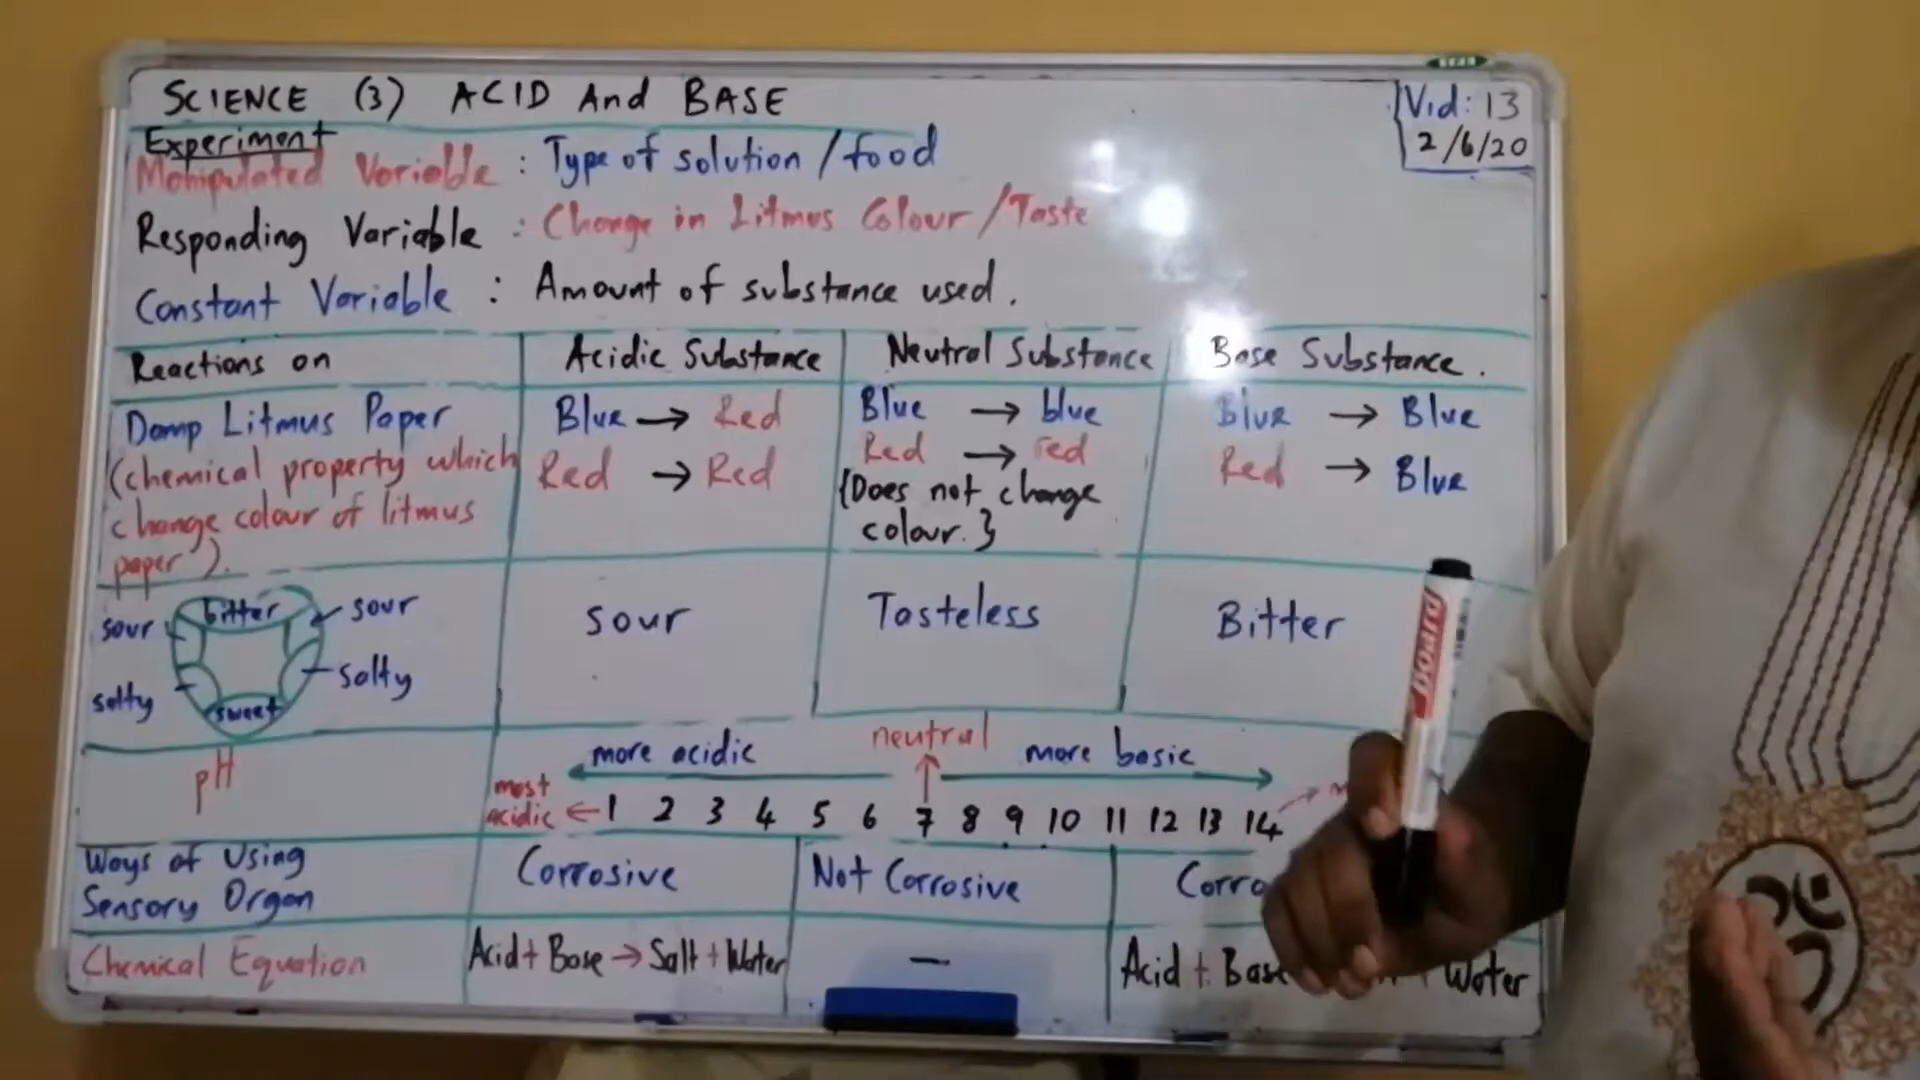 SCIENCE (3) ACID And BASE
Vid: 13
2/6/20
Experiment
Manipulated Variable : Type of solution / food
Responding Variable : Change in Litmus Colour / Taste
Constant Variable : Amount of substance used.
Reactions on
Acidic Substance
Neutral Substance
Base Substance.
Damp Litmus Paper
(chemical property which
change colour of litmus
paper).
Blue → Red
Red → Red
Blue → blue
Red → red
{Does not change
colour.}
Blue → Blue
Red → Blue
bitter
sour
sour
salty
salty
sweet
Sour
Tasteless
Bitter
pH
more acidic
neutral
more basic
most
acidic ← 1 2 3 4 5 6 7 8 9 10 11 12 13 14
Ways of Using
Sensory Organ
Corrosive
Not Corrosive
Corro
Chemical Equation
Acid + Base → Salt + Water
—
Acid + Base + Water
Board